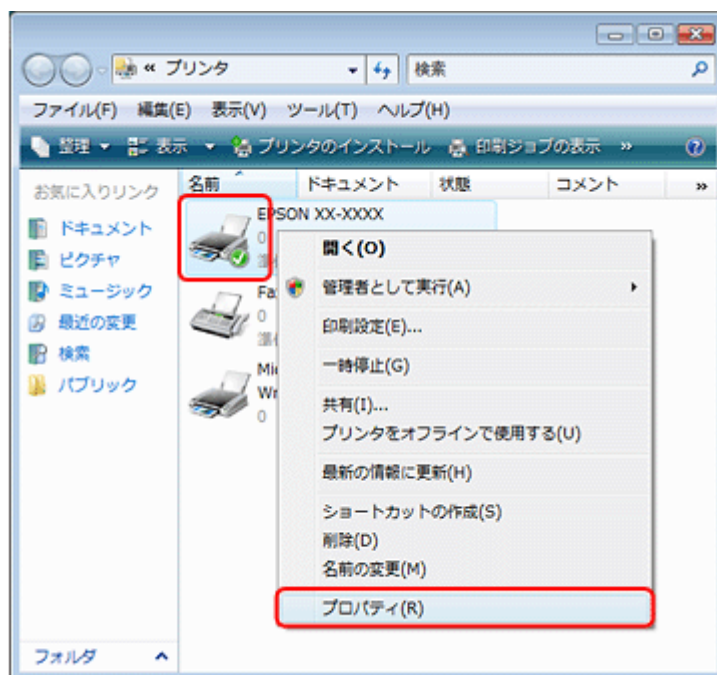 « プリンタ
検索
ファイル(F) 編集(E) 表示(V) ツール(T) ヘルプ(H)
整理 表示 プリンタのインストール 印刷ジョブの表示 »
お気に入りリンク
ドキュメント
ピクチャ
ミュージック
最近の変更
検索
パブリック
フォルダ
名前 ドキュメント 状態 コメント »
EPSON XX-XXXX
0
Fa
0
Mi
0
開く(O)
管理者として実行(A)
印刷設定(E)...
一時停止(G)
共有(I)...
プリンタをオフラインで使用する(U)
最新の情報に更新(H)
ショートカットの作成(S)
削除(D)
名前の変更(M)
プロパティ(R)